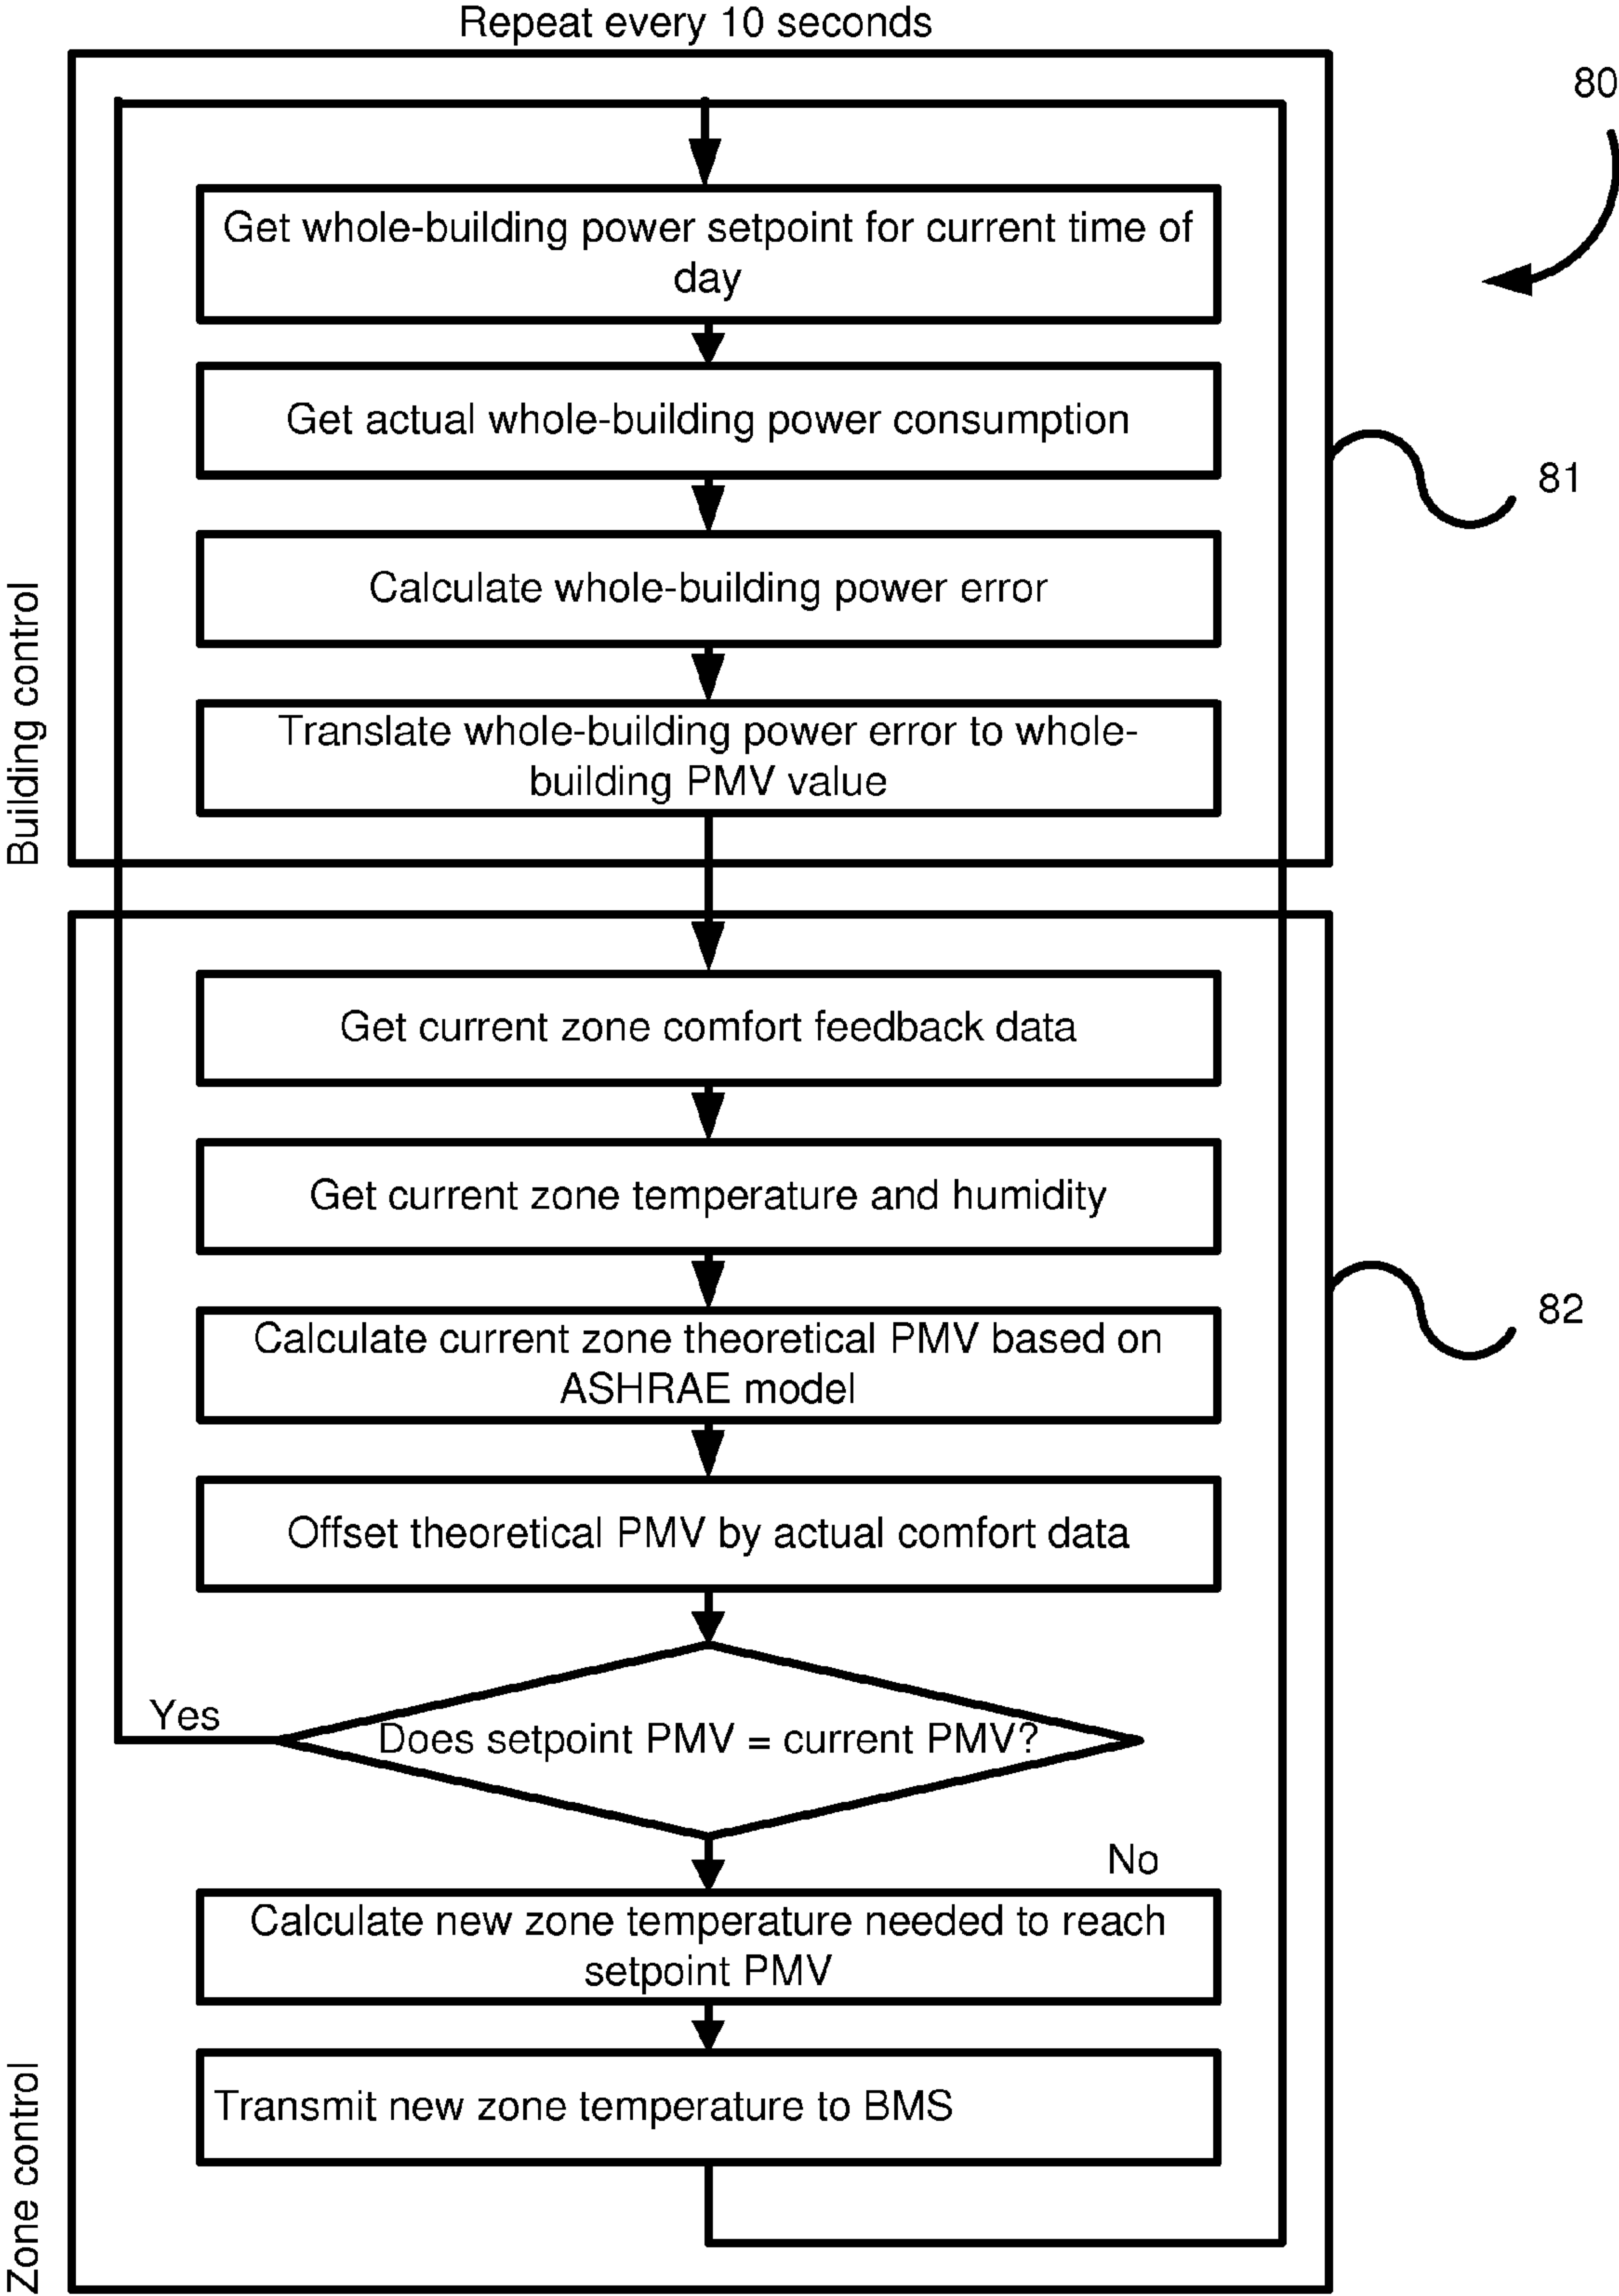 Repeat every 10 seconds
80
Get whole-building power setpoint for current time of
day
Get actual whole-building power consumption
81
Calculate whole-building power error
Building control
Translate whole-building power error to whole-
building PMV value
Get current zone comfort feedback data
Get current zone temperature and humidity
82
Calculate current zone theoretical PMV based on
ASHRAE model
Offset theoretical PMV by actual comfort data
Yes
Does setpoint PMV = current PMV?
No
Calculate new zone temperature needed to reach
setpoint PMV
Transmit new zone temperature to BMS
Zone control